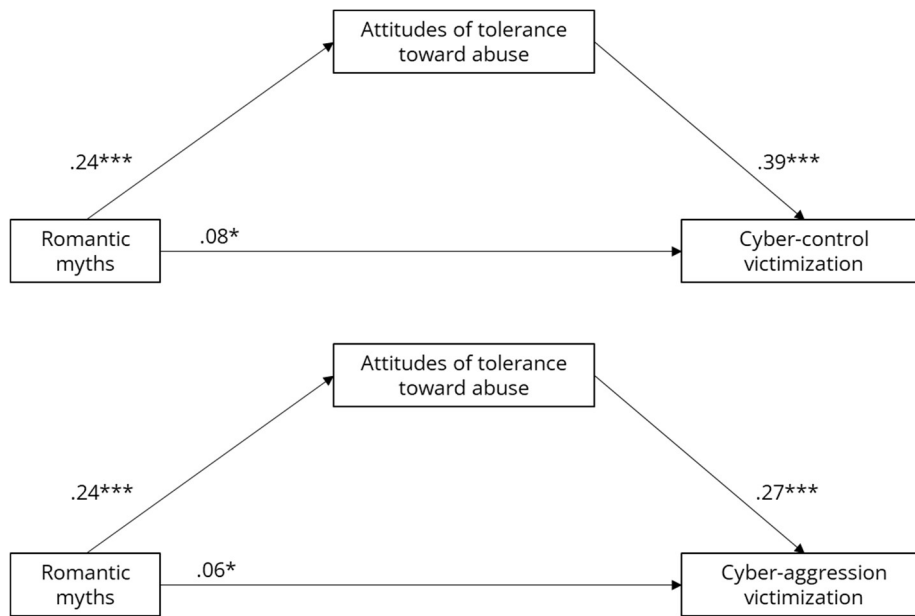 Attitudes of tolerance
toward abuse
.24***
.39***
Romantic
myths
.08*
Cyber-control
victimization
Attitudes of tolerance
toward abuse
.24***
.27***
Romantic
myths
.06*
Cyber-aggression
victimization